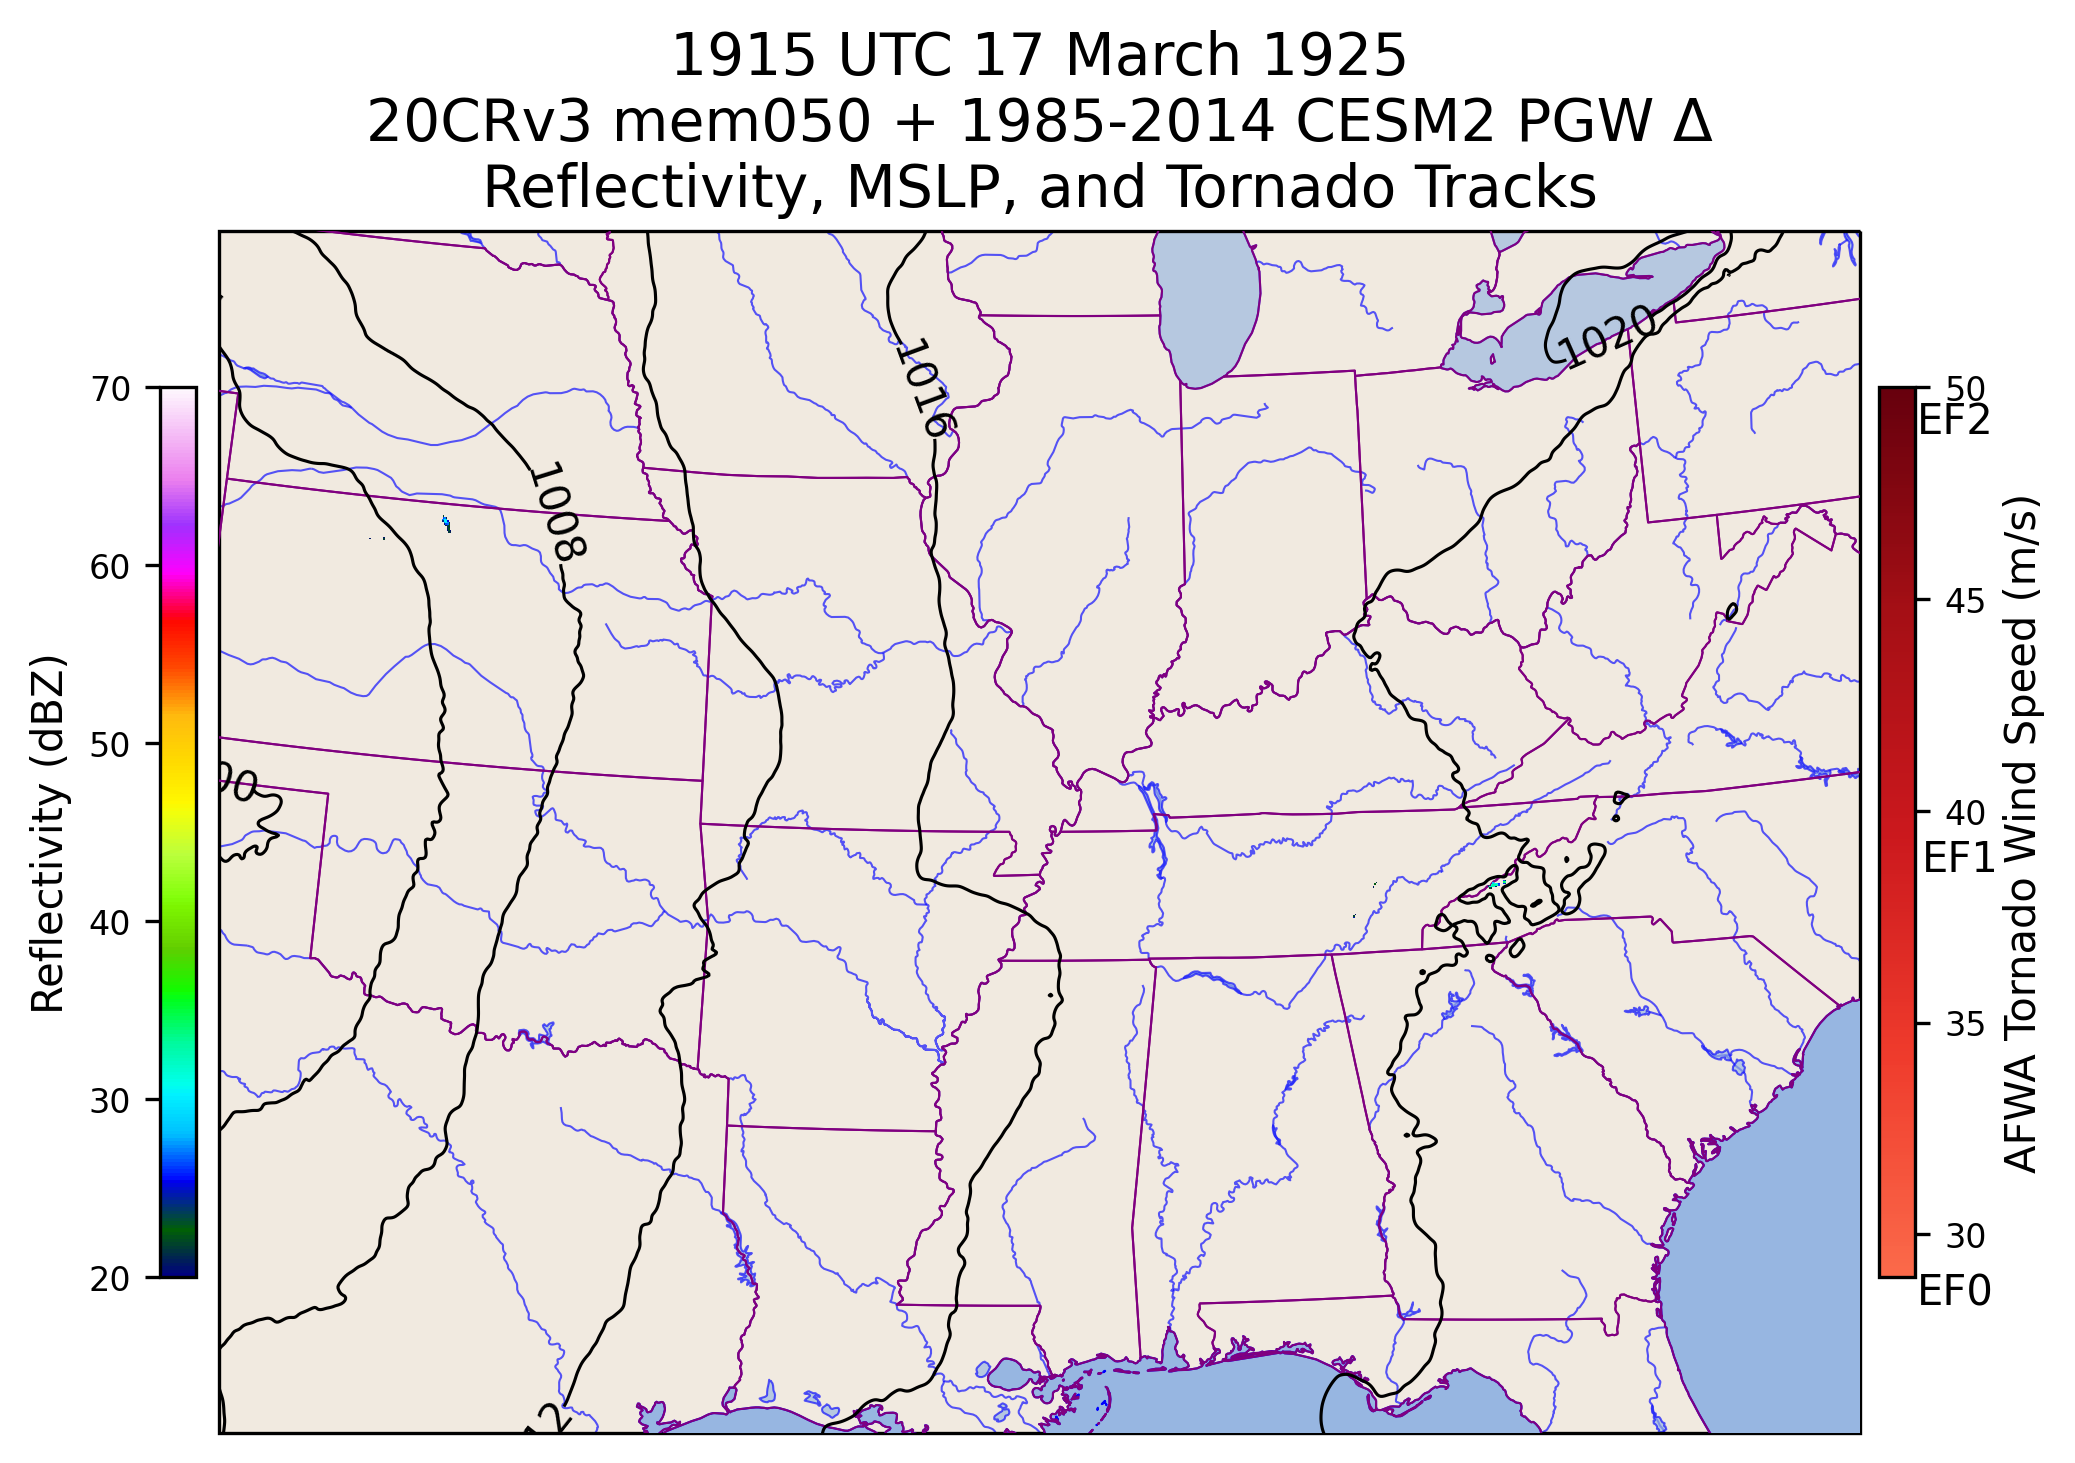 1915 UTC 17 March 1925
20CRv3 mem050 + 1985-2014 CESM2 PGW Δ
Reflectivity, MSLP, and Tornado Tracks
1020
1016
1008
00
12
70
60
50
40
30
20
Reflectivity (dBZ)
50
EF2
45
40
EF1
35
30
EF0
AFWA Tornado Wind Speed (m/s)